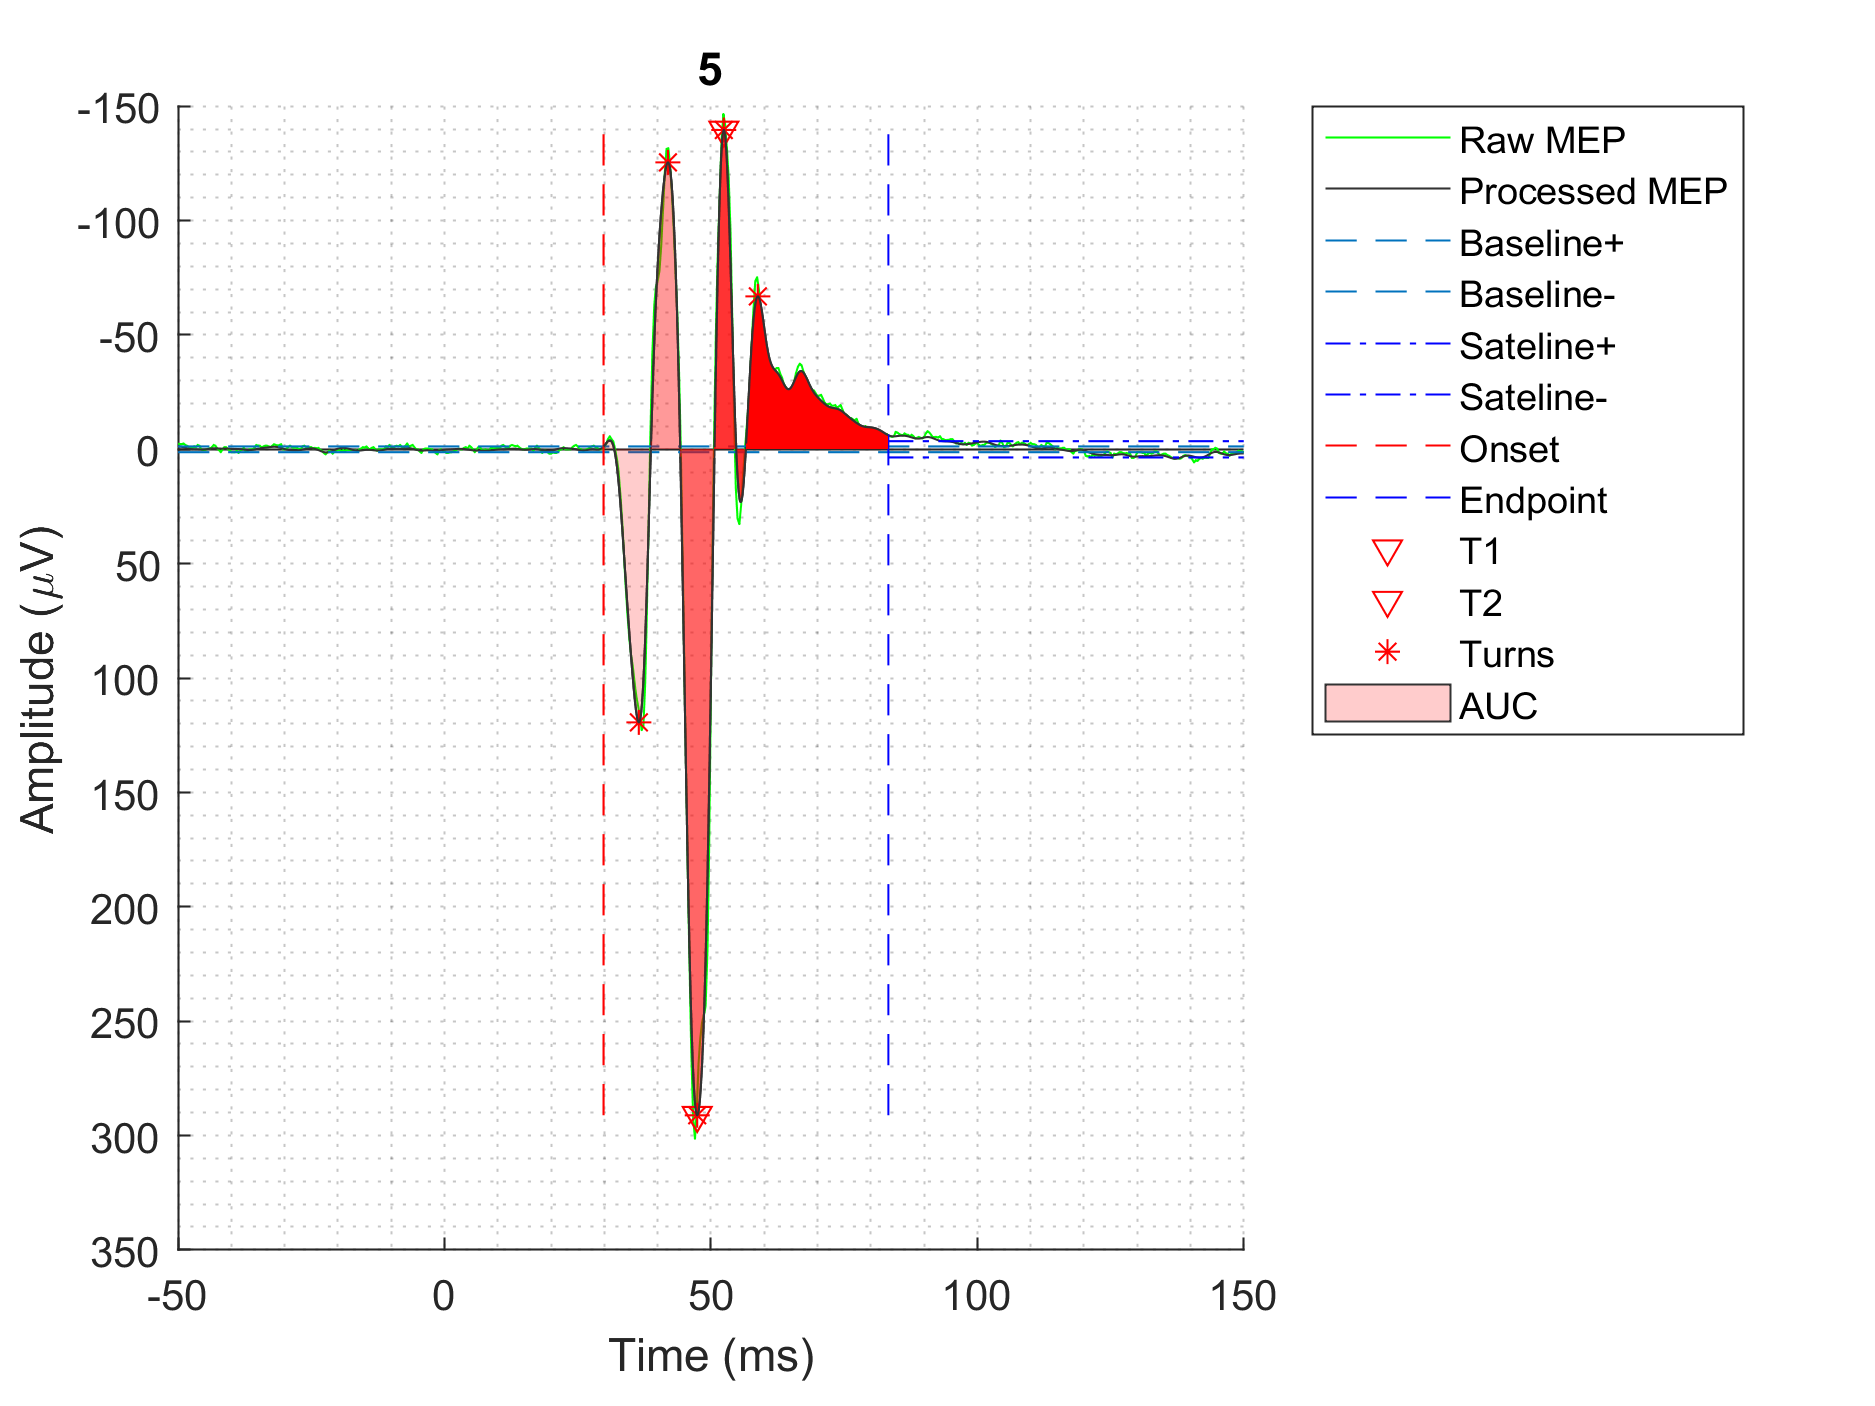 5
-150
-100
-50
0
50
100
150
200
250
300
350
Amplitude (μV)
-50 0 50 100 150
Time (ms)
Raw MEP
Processed MEP
Baseline+
Baseline-
Sateline+
Sateline-
Onset
Endpoint
T1
T2
Turns
AUC